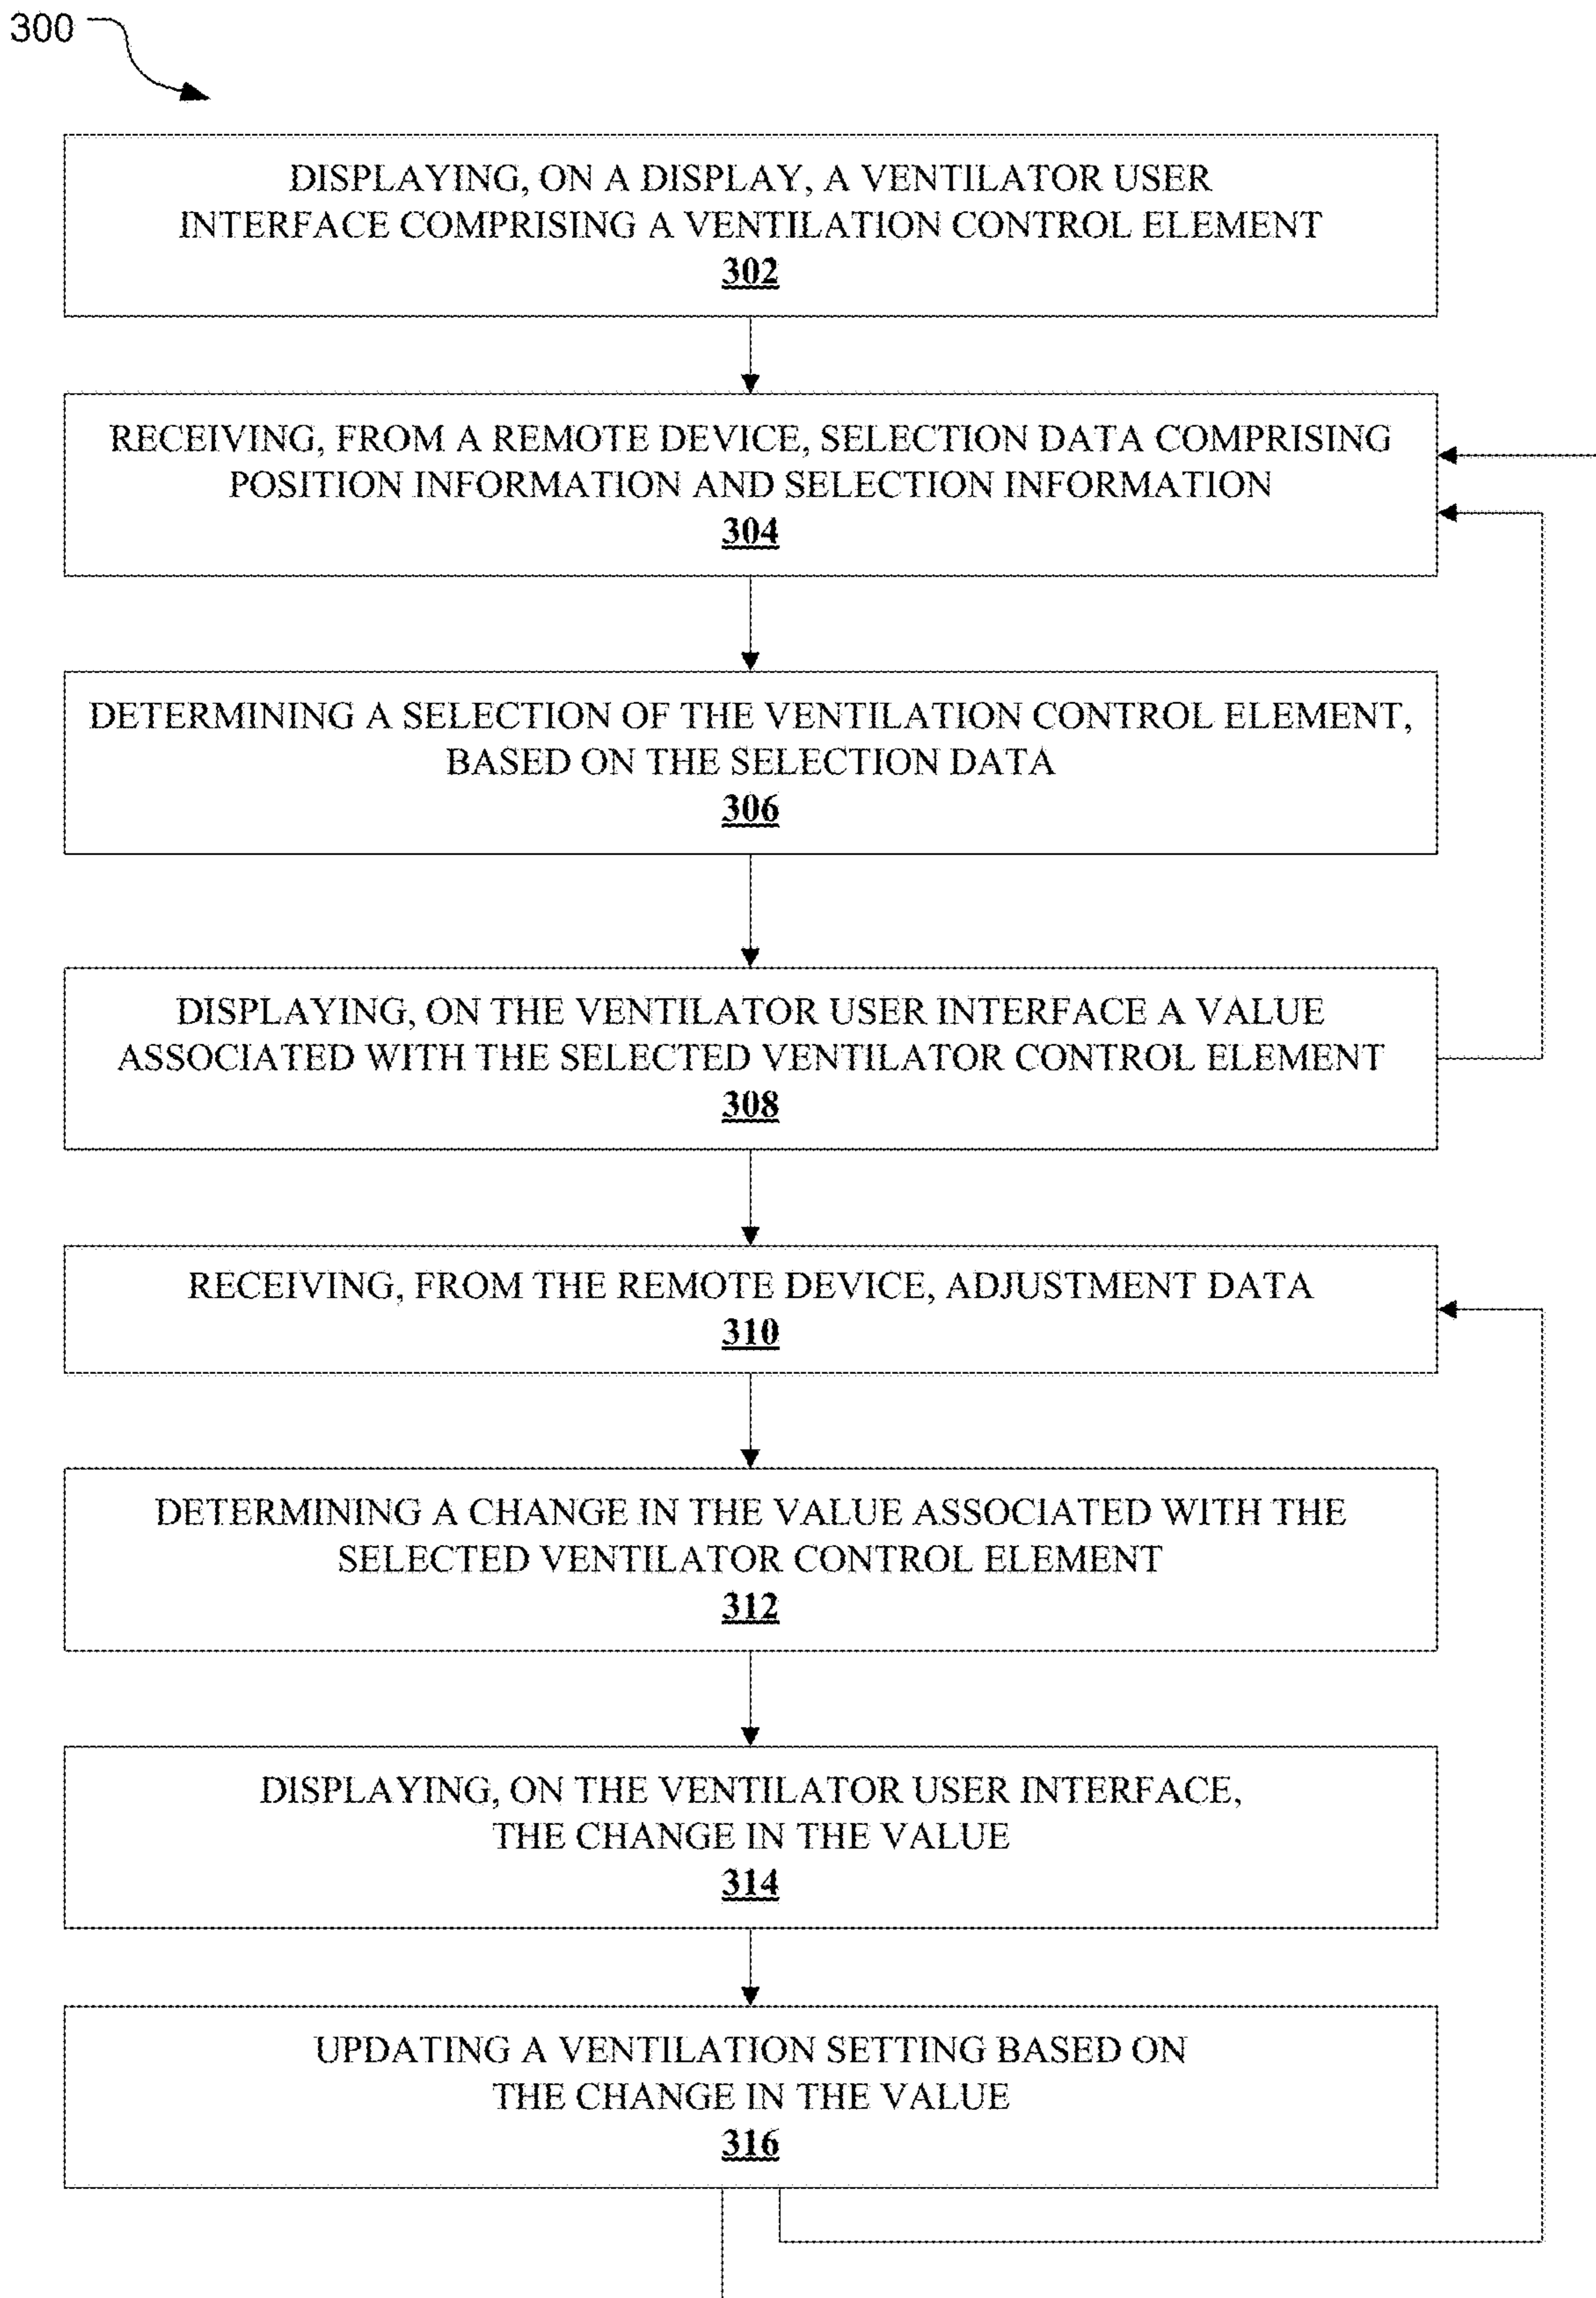 300
DISPLAYING, ON A DISPLAY, A VENTILATOR USER
INTERFACE COMPRISING A VENTILATION CONTROL ELEMENT
302
RECEIVING, FROM A REMOTE DEVICE, SELECTION DATA COMPRISING
POSITION INFORMATION AND SELECTION INFORMATION
304
DETERMINING A SELECTION OF THE VENTILATION CONTROL ELEMENT,
BASED ON THE SELECTION DATA
306
DISPLAYING, ON THE VENTILATOR USER INTERFACE A VALUE
ASSOCIATED WITH THE SELECTED VENTILATOR CONTROL ELEMENT
308
RECEIVING, FROM THE REMOTE DEVICE, ADJUSTMENT DATA
310
DETERMINING A CHANGE IN THE VALUE ASSOCIATED WITH THE
SELECTED VENTILATOR CONTROL ELEMENT
312
DISPLAYING, ON THE VENTILATOR USER INTERFACE,
THE CHANGE IN THE VALUE
314
UPDATING A VENTILATION SETTING BASED ON
THE CHANGE IN THE VALUE
316